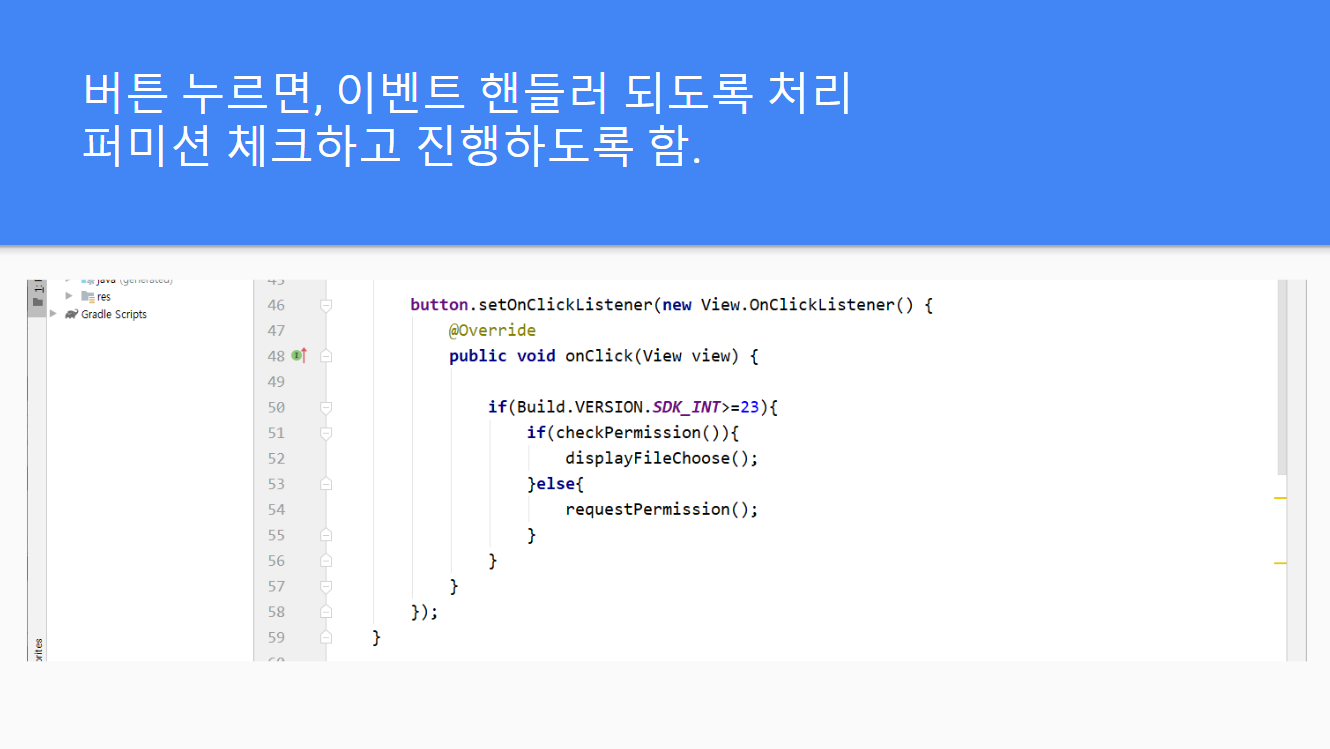 버튼 누르면, 이벤트 핸들러 되도록 처리
퍼미션 체크하고 진행하도록 함.
java (generated)
res
Gradle Scripts
45
46 button.setOnClickListener(new View.OnClickListener() {
47 @Override
48 public void onClick(View view) {
49
50 if(Build.VERSION.SDK_INT>=23){
51 if(checkPermission()){
52 displayFileChoose();
53 }else{
54 requestPermission();
55 }
56 }
57 }
58 });
59 }
60